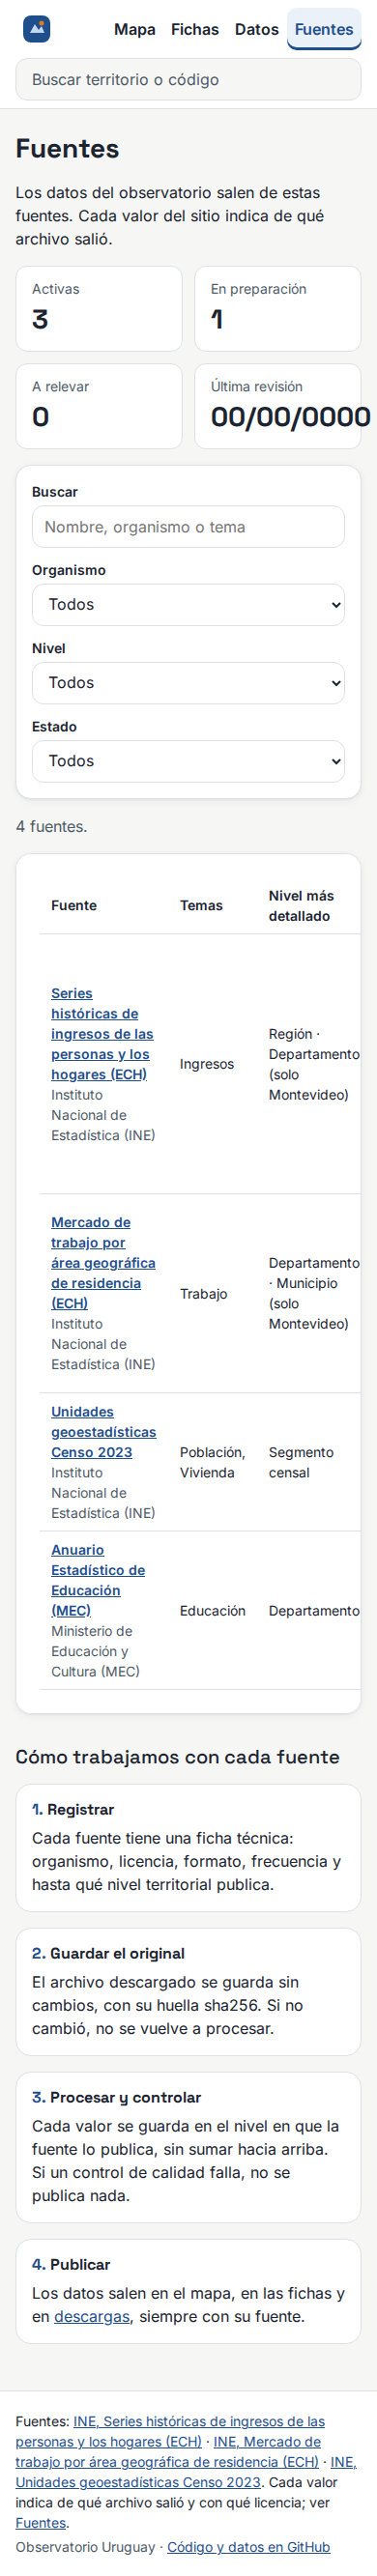 Mapa Fichas Datos Fuentes
Buscar territorio o código
Fuentes
Los datos del observatorio salen de estas
fuentes. Cada valor del sitio indica de qué
archivo salió.
Activas
3
En preparación
1
A relevar
0
Última revisión
00/00/0000
Buscar
Nombre, organismo o tema
Organismo
Todos
Nivel
Todos
Estado
Todos
4 fuentes.
Fuente
Temas
Nivel más
detallado
Series
históricas de
ingresos de las
personas y los
hogares (ECH)
Instituto
Nacional de
Estadística (INE)
Ingresos
Región ·
Departamento
(solo
Montevideo)
Mercado de
trabajo por
área geográfica
de residencia
(ECH)
Instituto
Nacional de
Estadística (INE)
Trabajo
Departamento
· Municipio
(solo
Montevideo)
Unidades
geoestadísticas
Censo 2023
Instituto
Nacional de
Estadística (INE)
Población,
Vivienda
Segmento
censal
Anuario
Estadístico de
Educación
(MEC)
Ministerio de
Educación y
Cultura (MEC)
Educación
Departamento
Cómo trabajamos con cada fuente
1. Registrar
Cada fuente tiene una ficha técnica:
organismo, licencia, formato, frecuencia y
hasta qué nivel territorial publica.
2. Guardar el original
El archivo descargado se guarda sin
cambios, con su huella sha256. Si no
cambió, no se vuelve a procesar.
3. Procesar y controlar
Cada valor se guarda en el nivel en que la
fuente lo publica, sin sumar hacia arriba.
Si un control de calidad falla, no se
publica nada.
4. Publicar
Los datos salen en el mapa, en las fichas y
en descargas, siempre con su fuente.
Fuentes: INE, Series históricas de ingresos de las
personas y los hogares (ECH) · INE, Mercado de
trabajo por área geográfica de residencia (ECH) · INE,
Unidades geoestadísticas Censo 2023. Cada valor
indica de qué archivo salió y con qué licencia; ver
Fuentes.
Observatorio Uruguay · Código y datos en GitHub